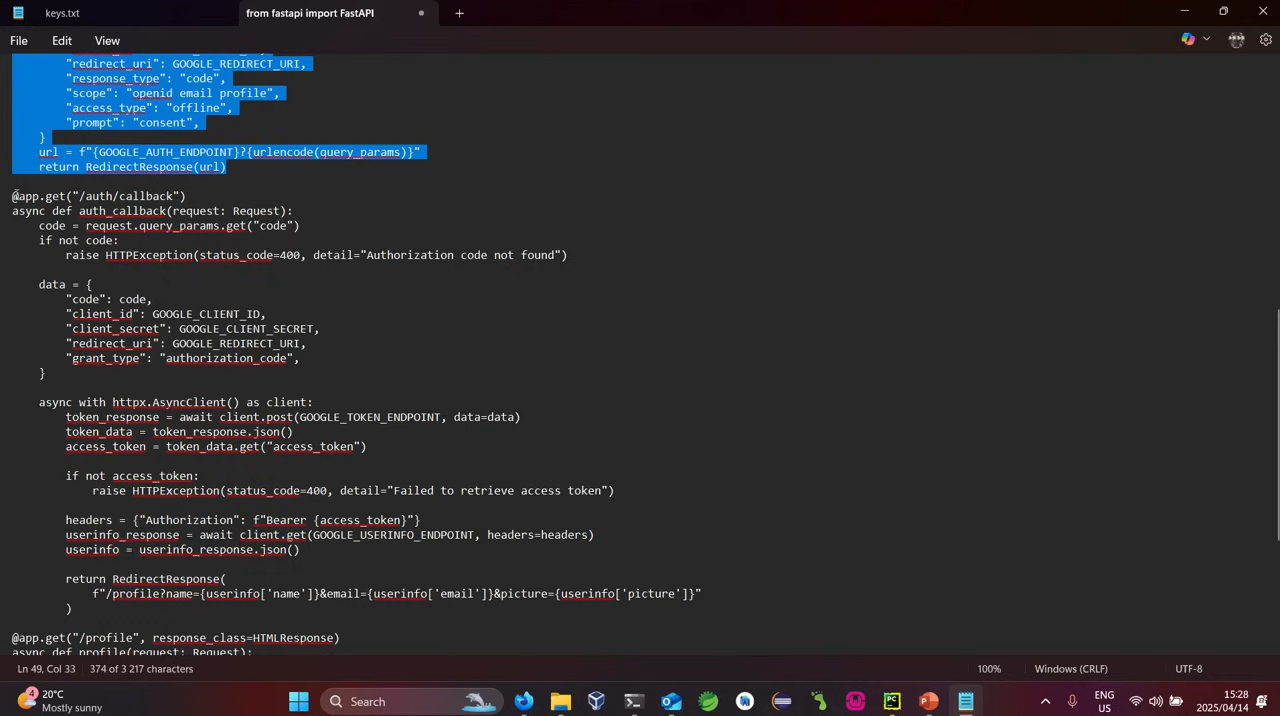 keys.txt
from fastapi import FastAPI
File
Edit
View
"redirect_uri": GOOGLE_REDIRECT_URI,
"response_type": "code",
"scope": "openid email profile",
"access_type": "offline",
"prompt": "consent",
}
url = f"{GOOGLE_AUTH_ENDPOINT}?{urlencode(query_params)}"
return RedirectResponse(url)
@app.get("/auth/callback")
async def auth_callback(request: Request):
code = request.query_params.get("code")
if not code:
raise HTTPException(status_code=400, detail="Authorization code not found")
data = {
"code": code,
"client_id": GOOGLE_CLIENT_ID,
"client_secret": GOOGLE_CLIENT_SECRET,
"redirect_uri": GOOGLE_REDIRECT_URI,
"grant_type": "authorization_code",
}
async with httpx.AsyncClient() as client:
token_response = await client.post(GOOGLE_TOKEN_ENDPOINT, data=data)
token_data = token_response.json()
access_token = token_data.get("access_token")
if not access_token:
raise HTTPException(status_code=400, detail="Failed to retrieve access token")
headers = {"Authorization": f"Bearer {access_token}"}
userinfo_response = await client.get(GOOGLE_USERINFO_ENDPOINT, headers=headers)
userinfo = userinfo_response.json()
return RedirectResponse(
f"/profile?name={userinfo['name']}&email={userinfo['email']}&picture={userinfo['picture']}"
)
@app.get("/profile", response_class=HTMLResponse)
async def profile(request: Request):
Ln 49, Col 33
374 of 3 217 characters
100%
Windows (CRLF)
UTF-8
4
20°C
Mostly sunny
Search
PC
P
ENG
US
15:28
2025/04/14